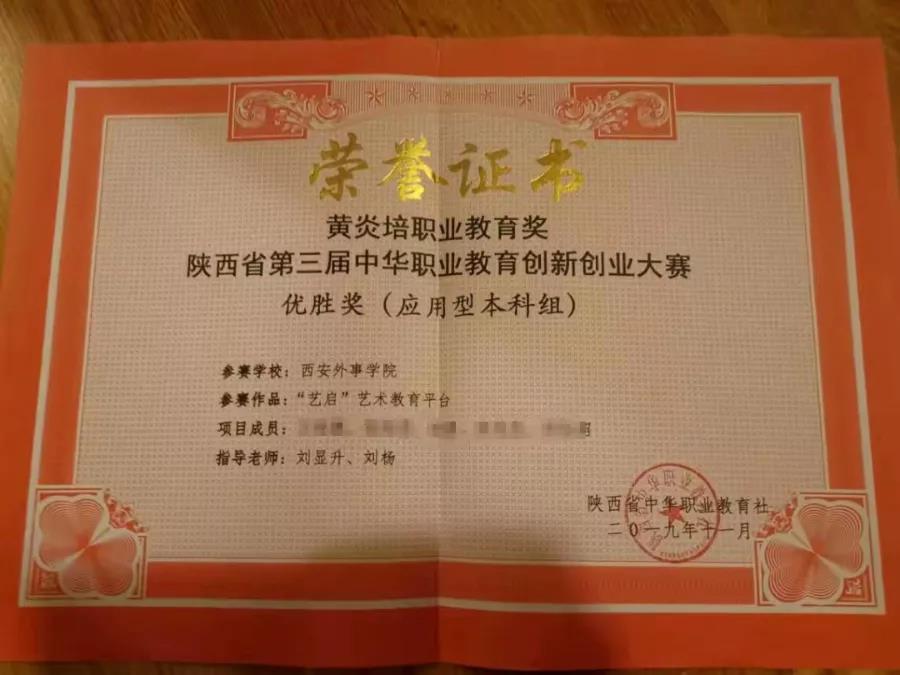 荣誉证书
黄炎培职业教育奖
陕西省第三届中华职业教育创新创业大赛
优胜奖（应用型本科组）
参赛学校：西安外事学院
参赛作品：“艺启”艺术教育平台
项目成员：
指导老师：刘显升、刘杨
陕西省中华职业教育社
二〇一九年十一月